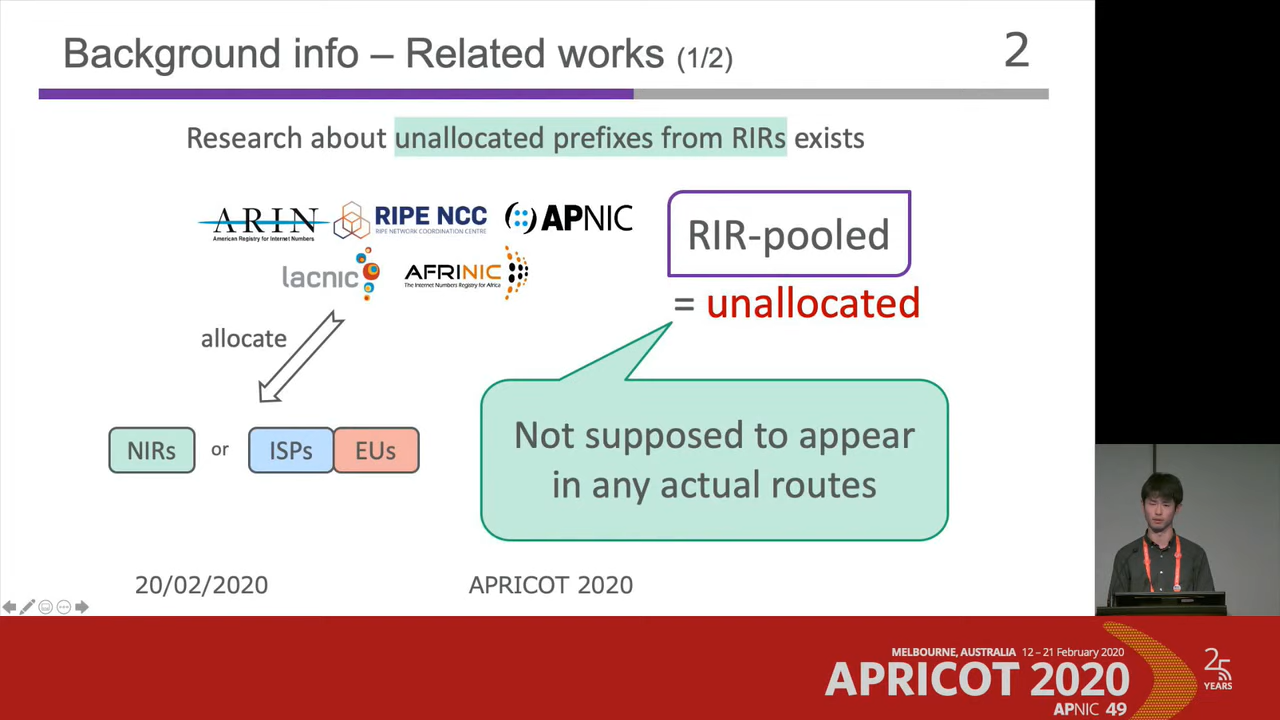 Background info – Related works (1/2)
2
Research about unallocated prefixes from RIRs exists
ARIN
American Registry for Internet Numbers
RIPE NCC
RIPE NETWORK COORDINATION CENTRE
APNIC
lacnic
AFRINIC
The Internet Numbers Registry for Africa
RIR-pooled
= unallocated
allocate
NIRs or ISPs EUs
Not supposed to appear
in any actual routes
20/02/2020
APRICOT 2020
MELBOURNE, AUSTRALIA 12 – 21 February 2020
APRICOT 2020
APNIC 49
25
YEARS